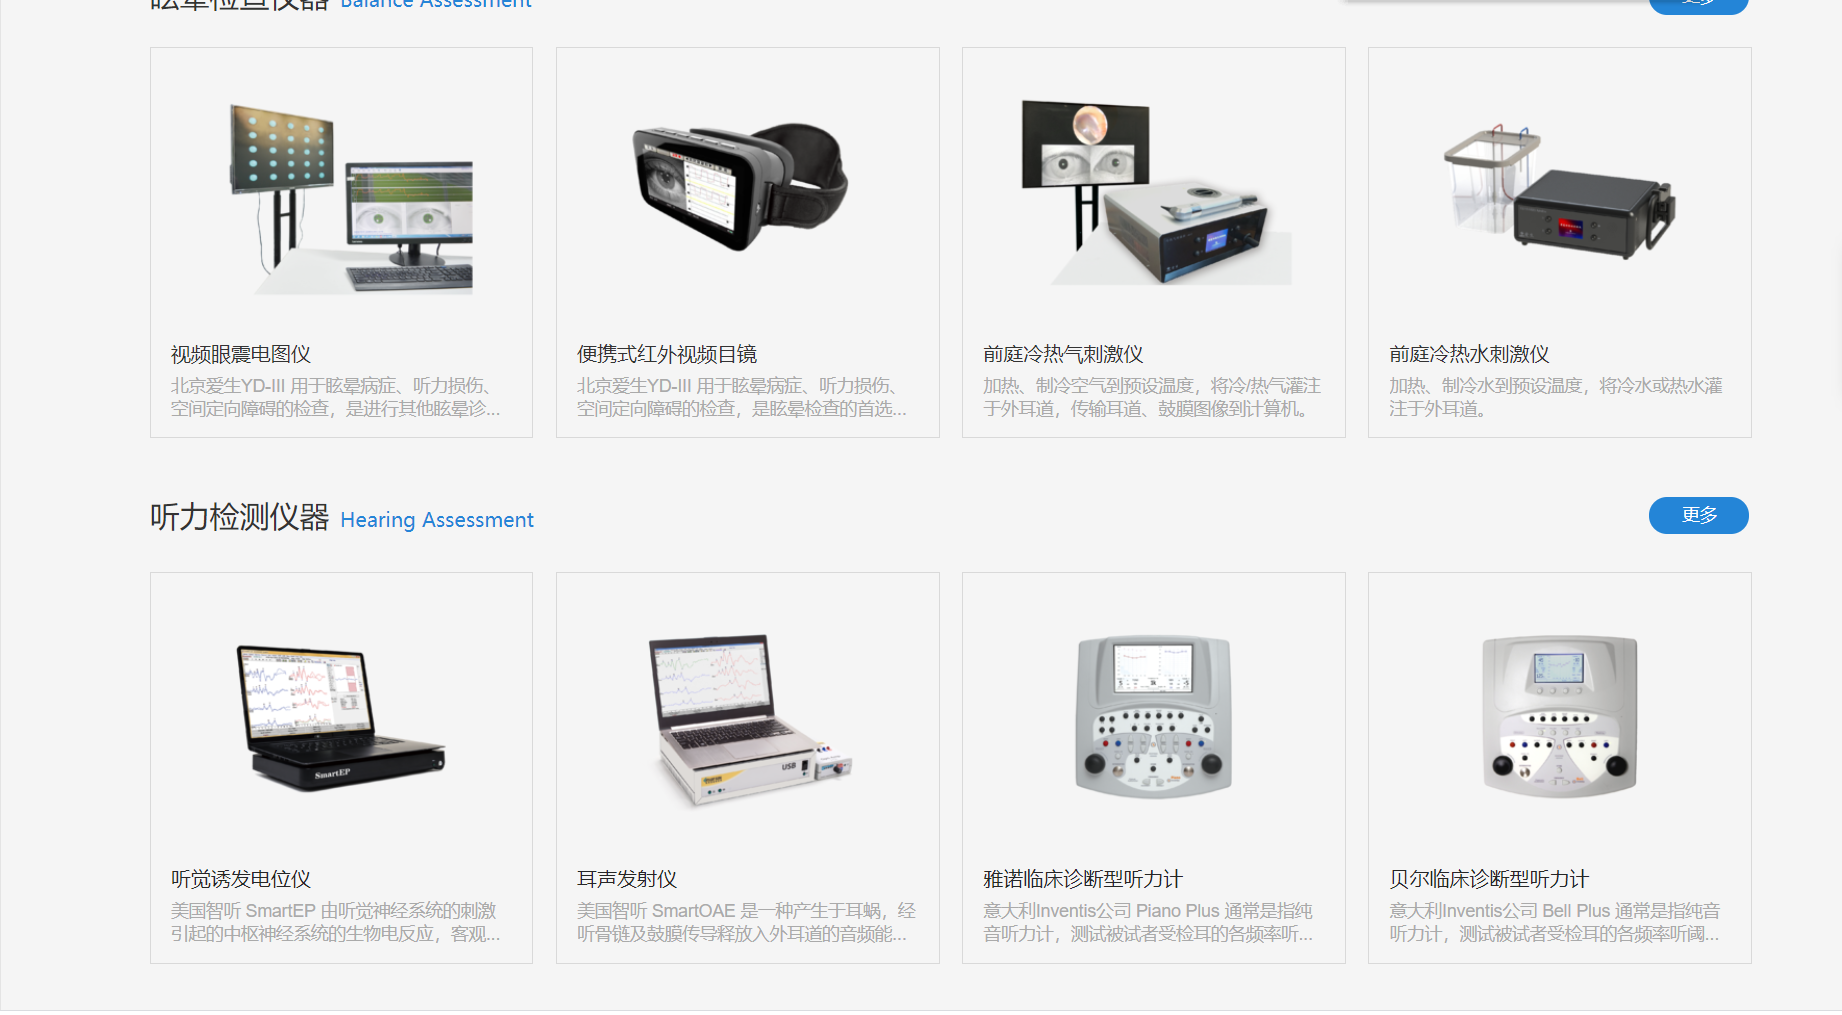 眩晕检查仪器 Balance Assessment
更多
视频眼震电图仪
北京爱生YD-III 用于眩晕病症、听力损伤、
空间定向障碍的检查，是进行其他眩晕诊...
便携式红外视频目镜
北京爱生YD-III 用于眩晕病症、听力损伤、
空间定向障碍的检查，是眩晕检查的首选...
前庭冷热气刺激仪
加热、制冷空气到预设温度，将冷/热气灌注
于外耳道，传输耳道、鼓膜图像到计算机。
前庭冷热水刺激仪
加热、制冷水到预设温度，将冷水或热水灌
注于外耳道。
听力检测仪器 Hearing Assessment
更多
SmartEP
USB
听觉诱发电位仪
美国智听 SmartEP 由听觉神经系统的刺激
引起的中枢神经系统的生物电反应，客观...
耳声发射仪
美国智听 SmartOAE 是一种产生于耳蜗，经
听骨链及鼓膜传导释放入外耳道的音频能...
雅诺临床诊断型听力计
意大利Inventis公司 Piano Plus 通常是指纯
音听力计，测试被试者受检耳的各频率听...
贝尔临床诊断型听力计
意大利Inventis公司 Bell Plus 通常是指纯音
听力计，测试被试者受检耳的各频率听阈...